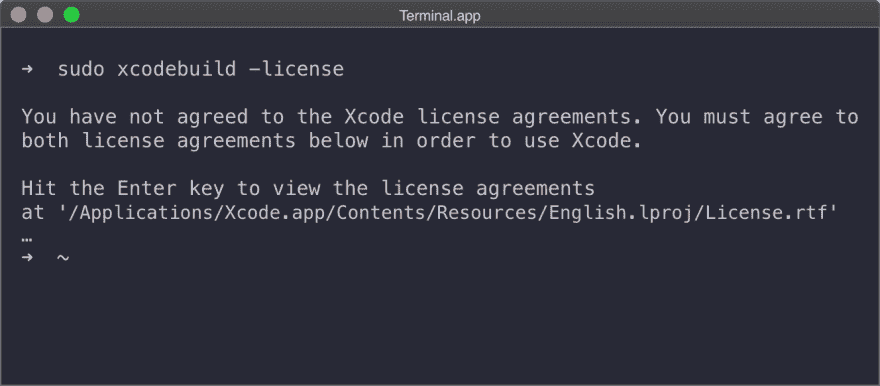 Terminal.app
➜  sudo xcodebuild -license
You have not agreed to the Xcode license agreements. You must agree to
both license agreements below in order to use Xcode.
Hit the Enter key to view the license agreements
at '/Applications/Xcode.app/Contents/Resources/English.lproj/License.rtf'
…
➜  ~